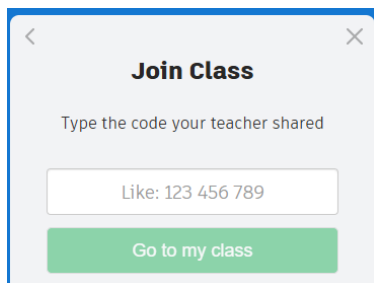 Join Class
Type the code your teacher shared
Like: 123 456 789
Go to my class